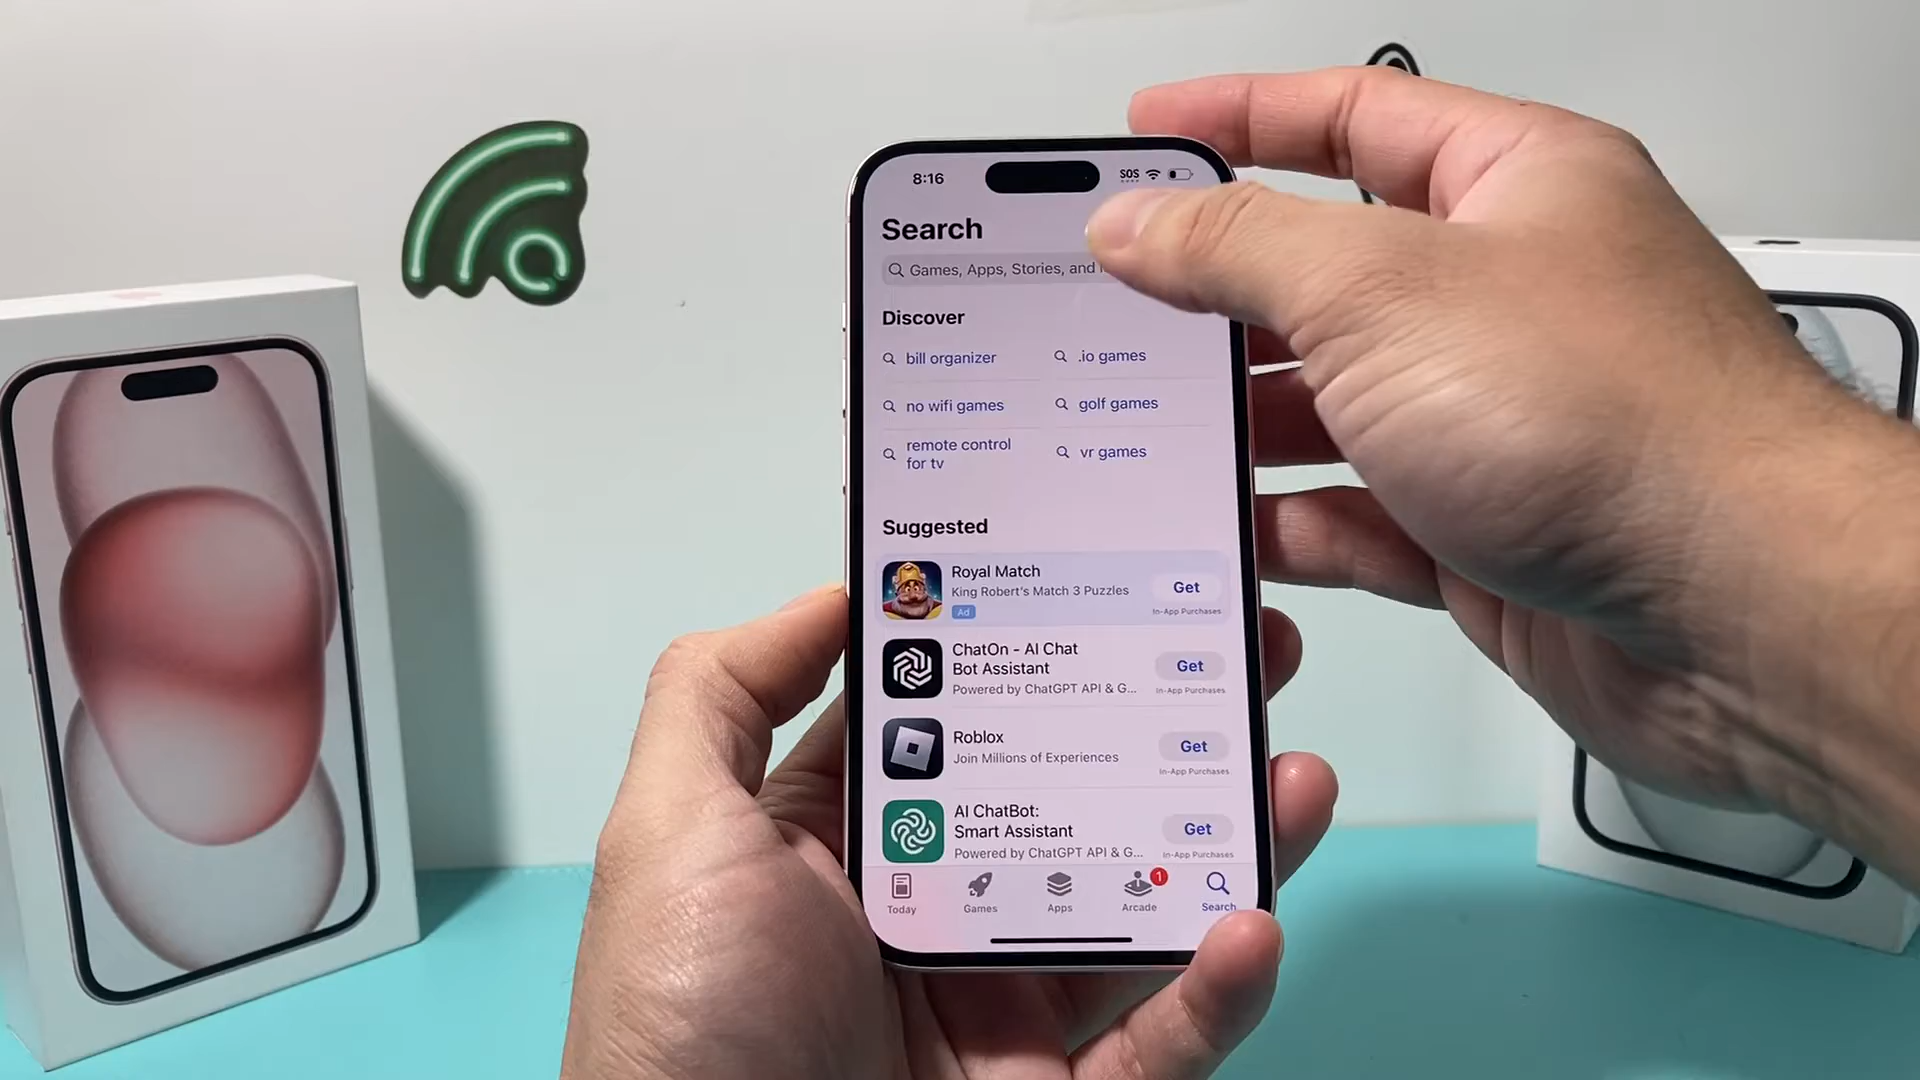 8:16
SOS
Search
Games, Apps, Stories, and
Discover
bill organizer
.io games
no wifi games
golf games
remote control
for tv
vr games
Suggested
Royal Match
King Robert's Match 3 Puzzles
Ad
Get
In-App Purchases
ChatOn - AI Chat
Bot Assistant
Powered by ChatGPT API & G...
Get
In-App Purchases
Roblox
Join Millions of Experiences
Get
In-App Purchases
AI ChatBot:
Smart Assistant
Powered by ChatGPT API & G...
Get
In-App Purchases
Today
Games
Apps
1
Arcade
Search